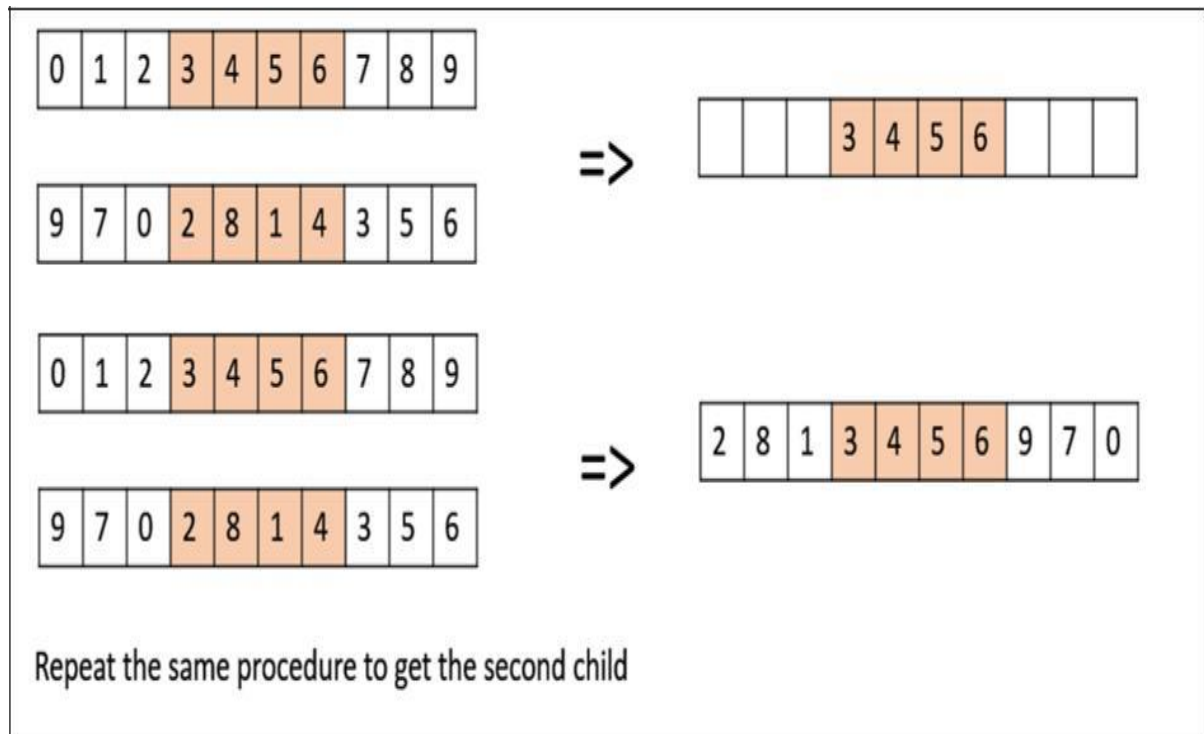 0 1 2 3 4 5 6 7 8 9
3 4 5 6
=>
9 7 0 2 8 1 4 3 5 6
0 1 2 3 4 5 6 7 8 9
2 8 1 3 4 5 6 9 7 0
=>
9 7 0 2 8 1 4 3 5 6
Repeat the same procedure to get the second child